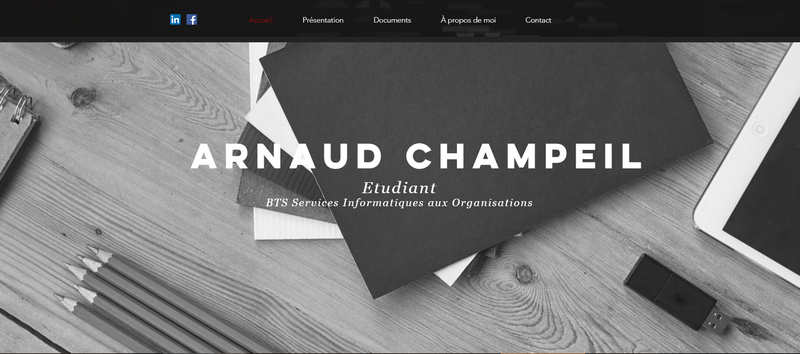 in f Accueil Présentation Documents À propos de moi Contact
ARNAUD CHAMPEIL
Etudiant
BTS Services Informatiques aux Organisations